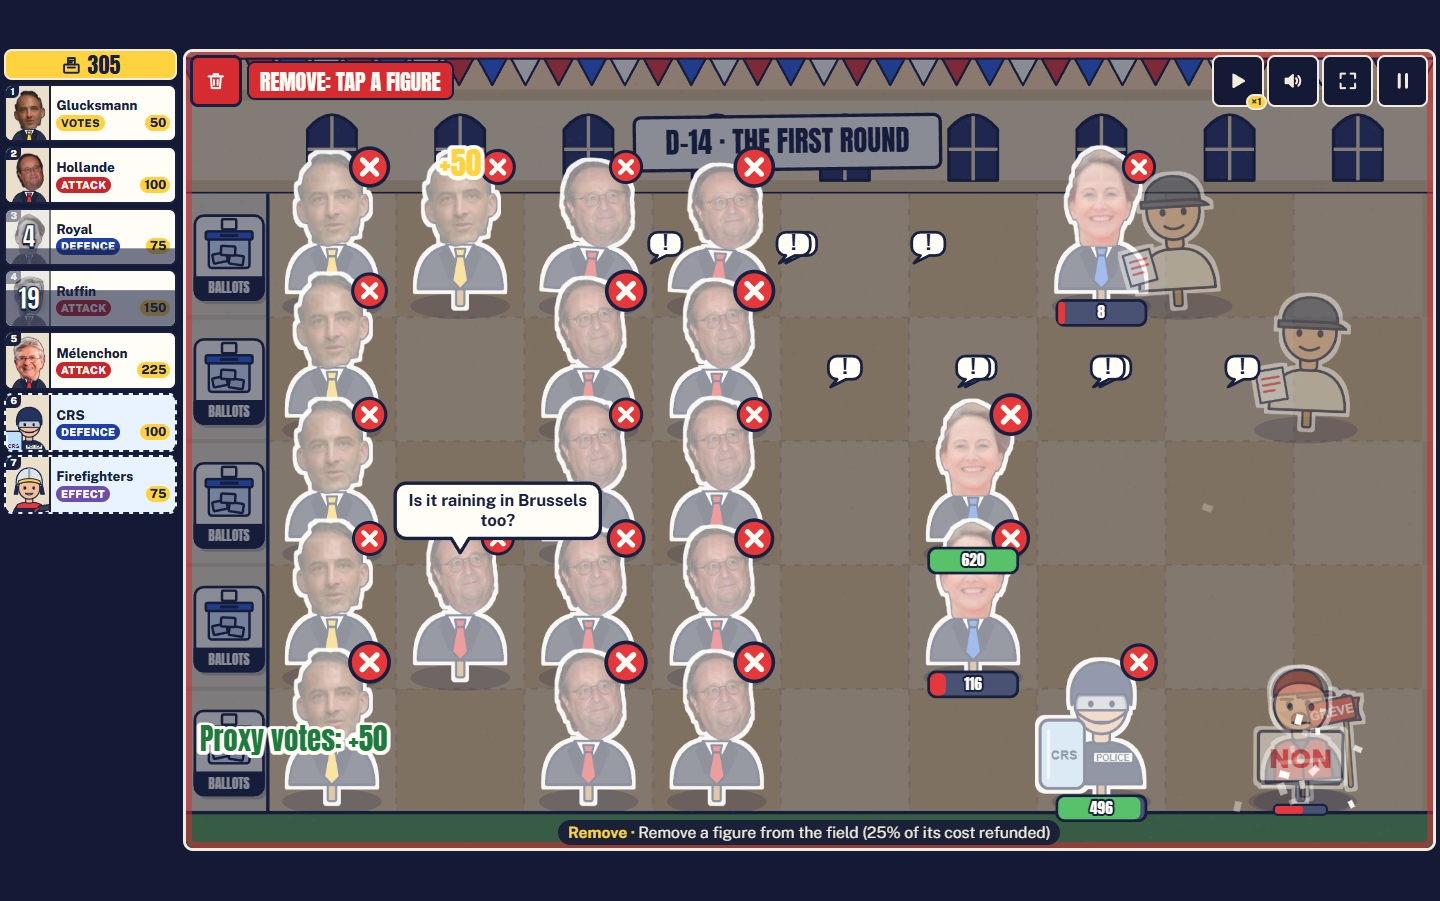 305
1
Glucksmann
VOTES 50
2
Hollande
ATTACK 100
3
4
Royal
DEFENCE 75
4
19
Ruffin
ATTACK 150
5
Mélenchon
ATTACK 225
6
CRS
CRS
DEFENCE 100
7
Firefighters
EFFECT 75
REMOVE: TAP A FIGURE
×1
D-14 · THE FIRST ROUND
+50
BALLOTS
!
!
!
!
8
BALLOTS
!
!
!
!
BALLOTS
Is it raining in Brussels
too?
620
BALLOTS
116
Proxy votes: +50
BALLOTS
CRS
POLICE
496
GREVE
NON
Remove · Remove a figure from the field (25% of its cost refunded)